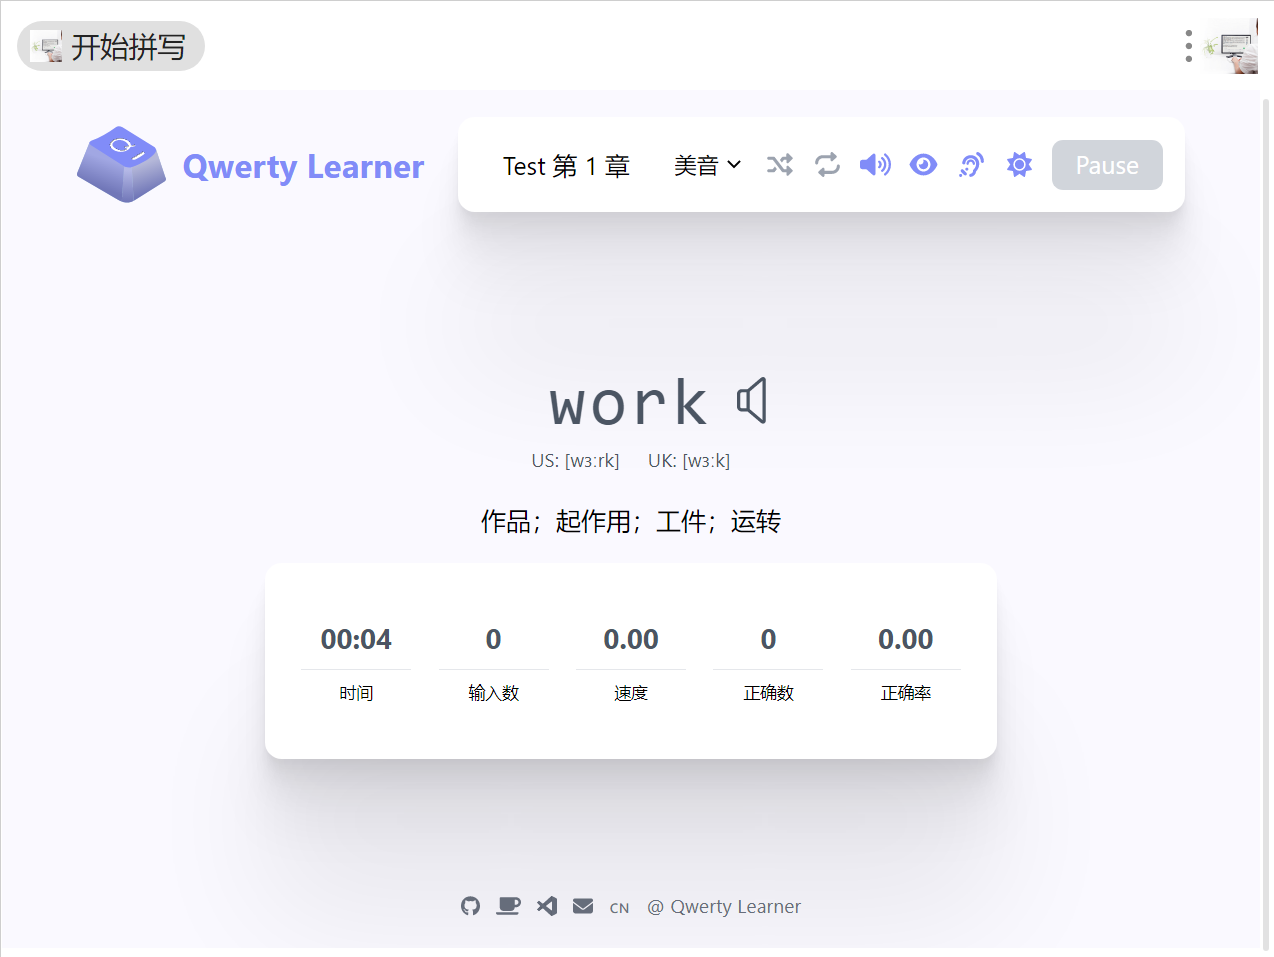 开始拼写
Qwerty Learner
Test 第 1 章 美音 Pause
work
US: [wɜːrk] UK: [wɜːk]
作品；起作用；工件；运转
00:04 0 0.00 0 0.00
时间 输入数 速度 正确数 正确率
CN @ Qwerty Learner